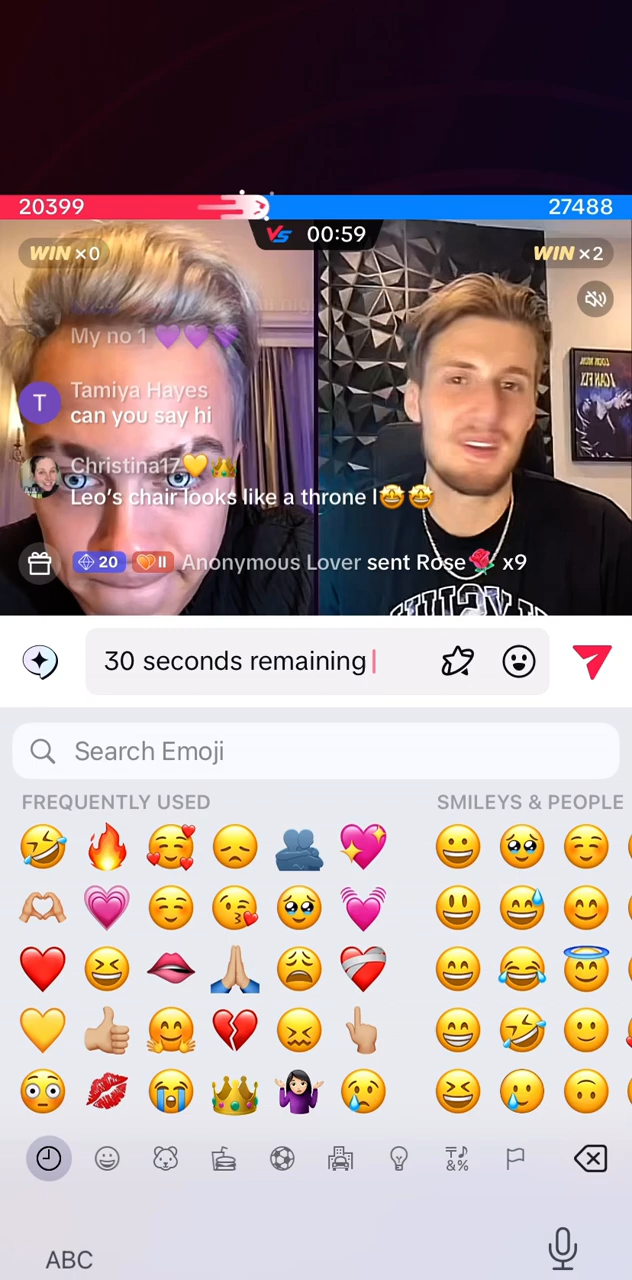 20399
27488
VS 00:59
WIN ×0
WIN ×2
My no 1 💜💜💜
T
Tamiya Hayes
can you say hi
Christina17💛👑
Leo’s chair looks like a throne l🤩🤩
20 II Anonymous Lover sent Rose🌹 x9
30 seconds remaining
Search Emoji
FREQUENTLY USED
SMILEYS & PEOPLE
ABC